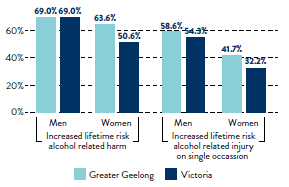 69.0% 69.0%
63.6%
50.6%
58.6%
54.3%
41.7%
32.2%
60%
40%
20%
0%
Men Women Men Women
Increased lifetime risk
alcohol related harm
Increased lifetime risk
alcohol related injury
on single occassion
Greater Geelong Victoria